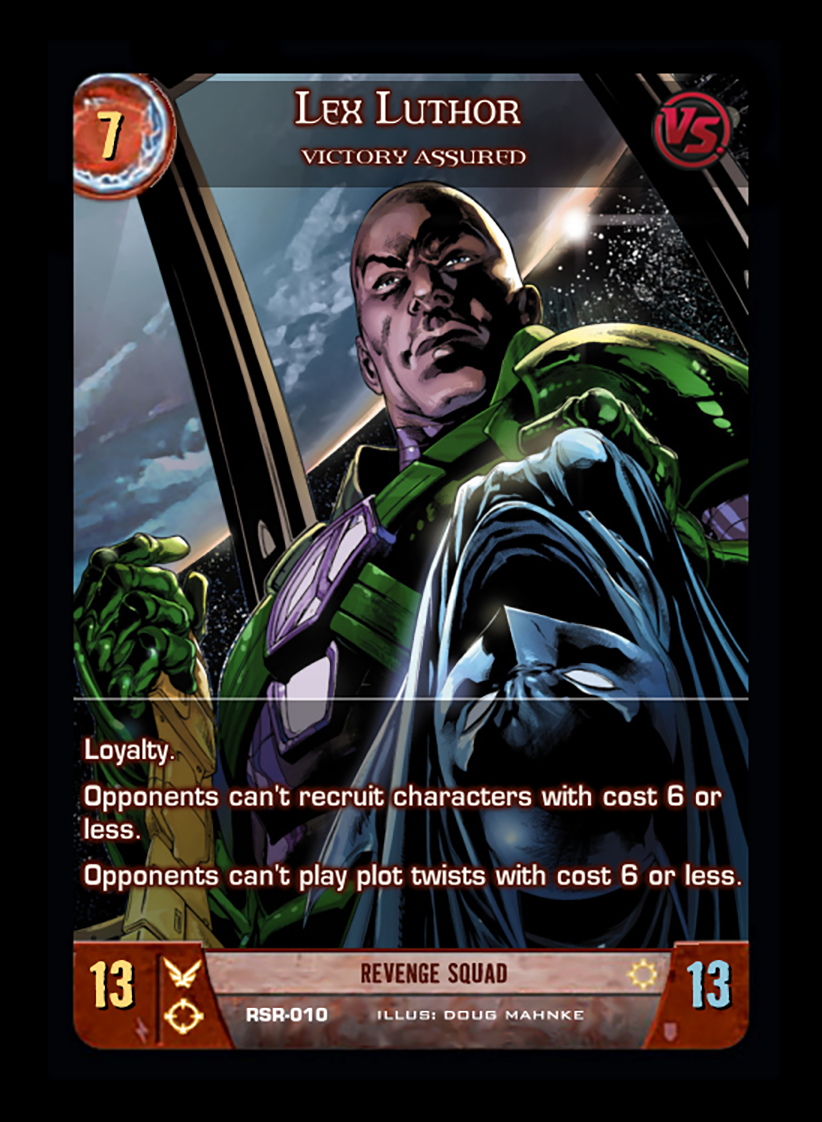 7
Lex Luthor
VS.
VICTORY ASSURED
Loyalty.
Opponents can't recruit characters with cost 6 or
less.
Opponents can't play plot twists with cost 6 or less.
13
REVENGE SQUAD
13
RSR-010 ILLUS: DOUG MAHNKE